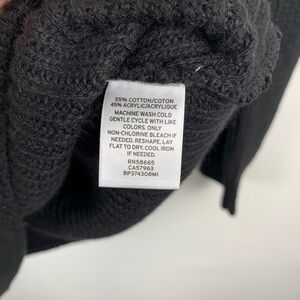 55% COTTON/COTON
45% ACRYLIC/ACRYLIQUE
MACHINE WASH COLD
GENTLE CYCLE WITH LIKE
COLORS. ONLY
NON-CHLORINE BLEACH IF
NEEDED. RESHAPE, LAY
FLAT TO DRY. COOL IRON
IF NEEDED.
RN58665
CA57963
BP374308MI